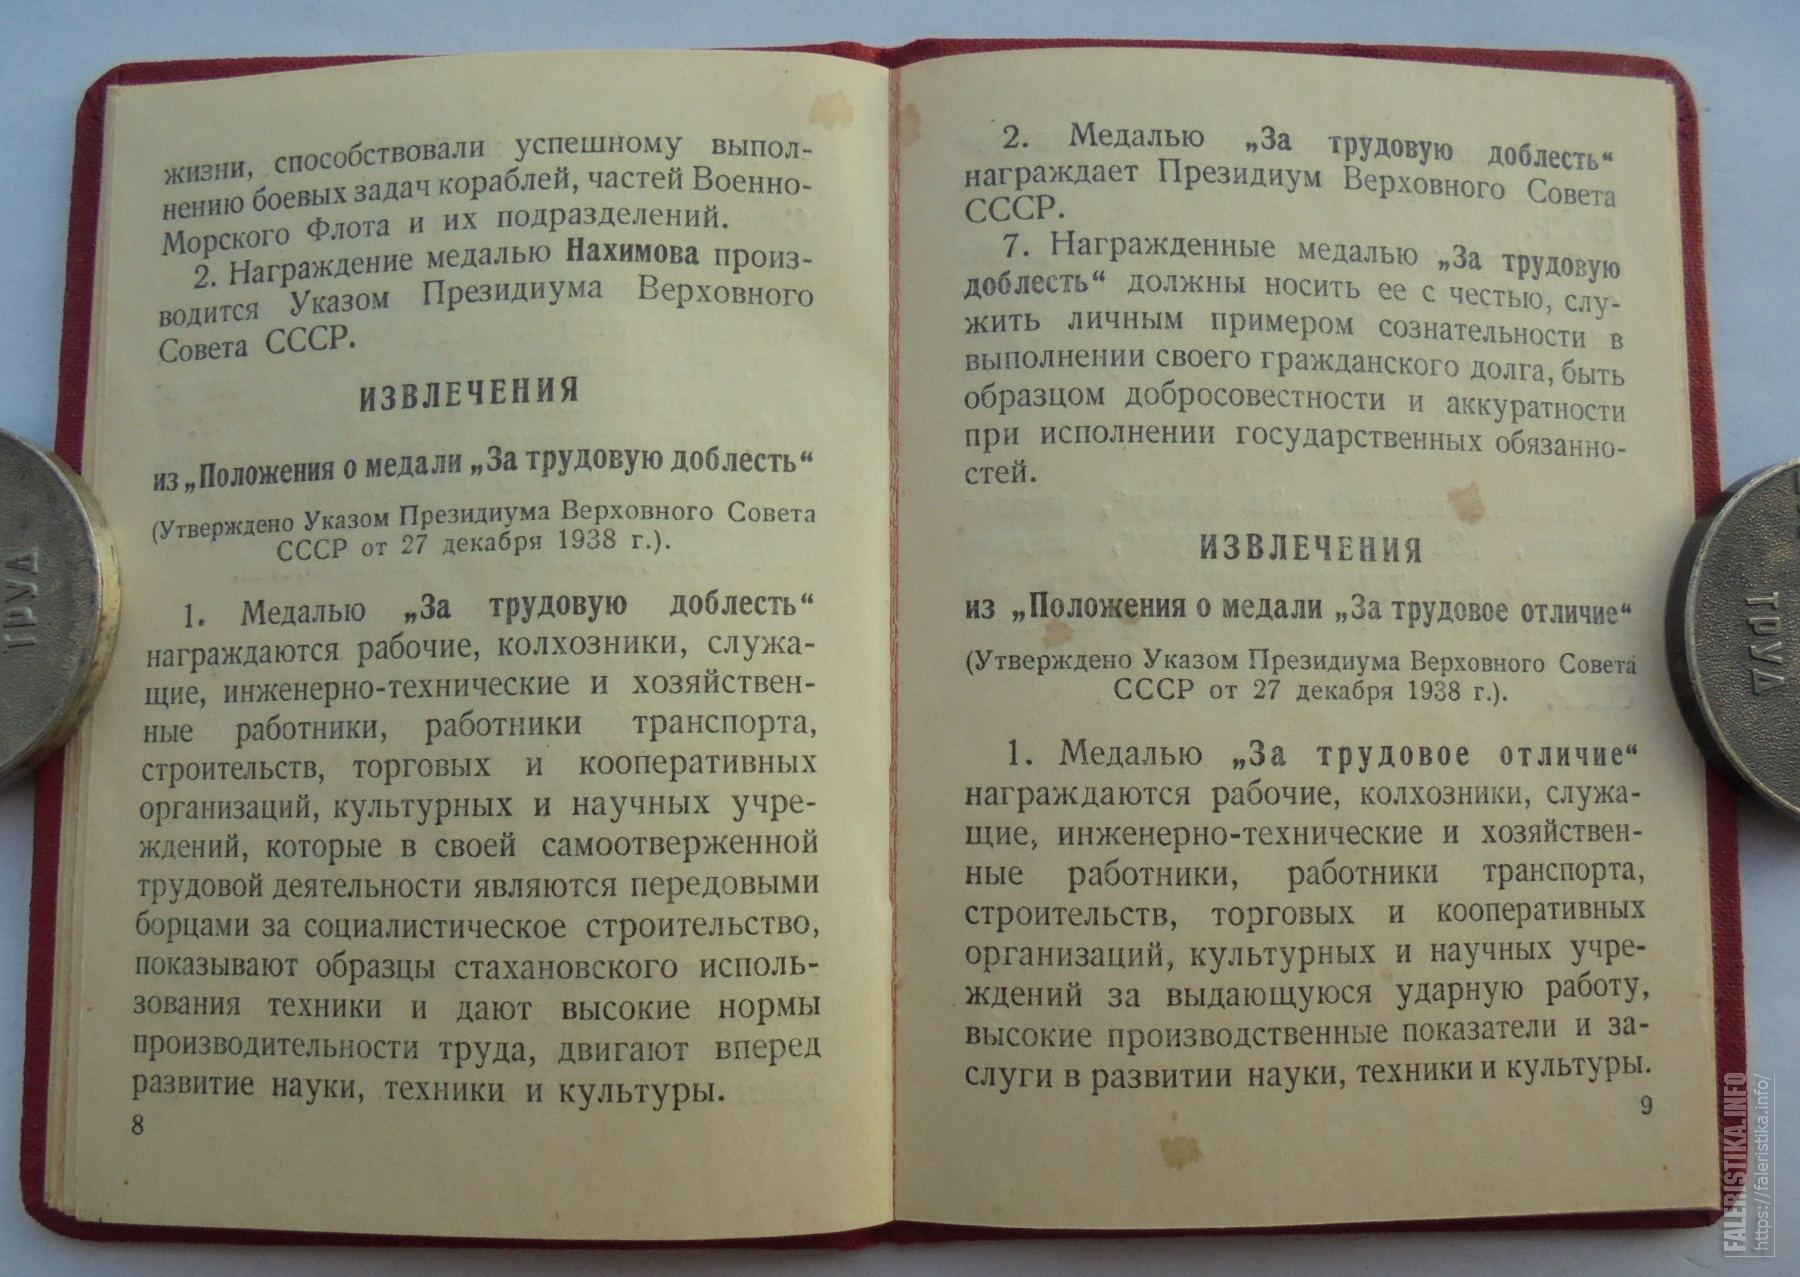 жизни, способствовали успешному выпол-
нению боевых задач кораблей, частей Военно-
Морского Флота и их подразделений.
2. Награждение медалью Нахимова произ-
водится Указом Президиума Верховного
Совета СССР.
ИЗВЛЕЧЕНИЯ
из „Положения о медали „За трудовую доблесть“
(Утверждено Указом Президиума Верховного Совета
СССР от 27 декабря 1938 г.).
1. Медалью „За трудовую доблесть“
награждаются рабочие, колхозники, служа-
щие, инженерно-технические и хозяйствен-
ные работники, работники транспорта,
строительств, торговых и кооперативных
организаций, культурных и научных учре-
ждений, которые в своей самоотверженной
трудовой деятельности являются передовыми
борцами за социалистическое строительство,
показывают образцы стахановского исполь-
зования техники и дают высокие нормы
производительности труда, двигают вперед
развитие науки, техники и культуры.
8
2. Медалью „За трудовую доблесть“
награждает Президиум Верховного Совета
СССР.
7. Награжденные медалью „За трудовую
доблесть“ должны носить ее с честью, слу-
жить личным примером сознательности в
выполнении своего гражданского долга, быть
образцом добросовестности и аккуратности
при исполнении государственных обязанно-
стей.
ИЗВЛЕЧЕНИЯ
из „Положения о медали „За трудовое отличие“
(Утверждено Указом Президиума Верховного Совета
СССР от 27 декабря 1938 г.).
1. Медалью „За трудовое отличие“
награждаются рабочие, колхозники, служа-
щие, инженерно-технические и хозяйствен-
ные работники, работники транспорта,
строительств, торговых и кооперативных
организаций, культурных и научных учре-
ждений за выдающуюся ударную работу,
высокие производственные показатели и за-
слуги в развитии науки, техники и культуры.
9
ТРУД
ТРУД
FALERISTIKA.INFO
https://faleristika.info/